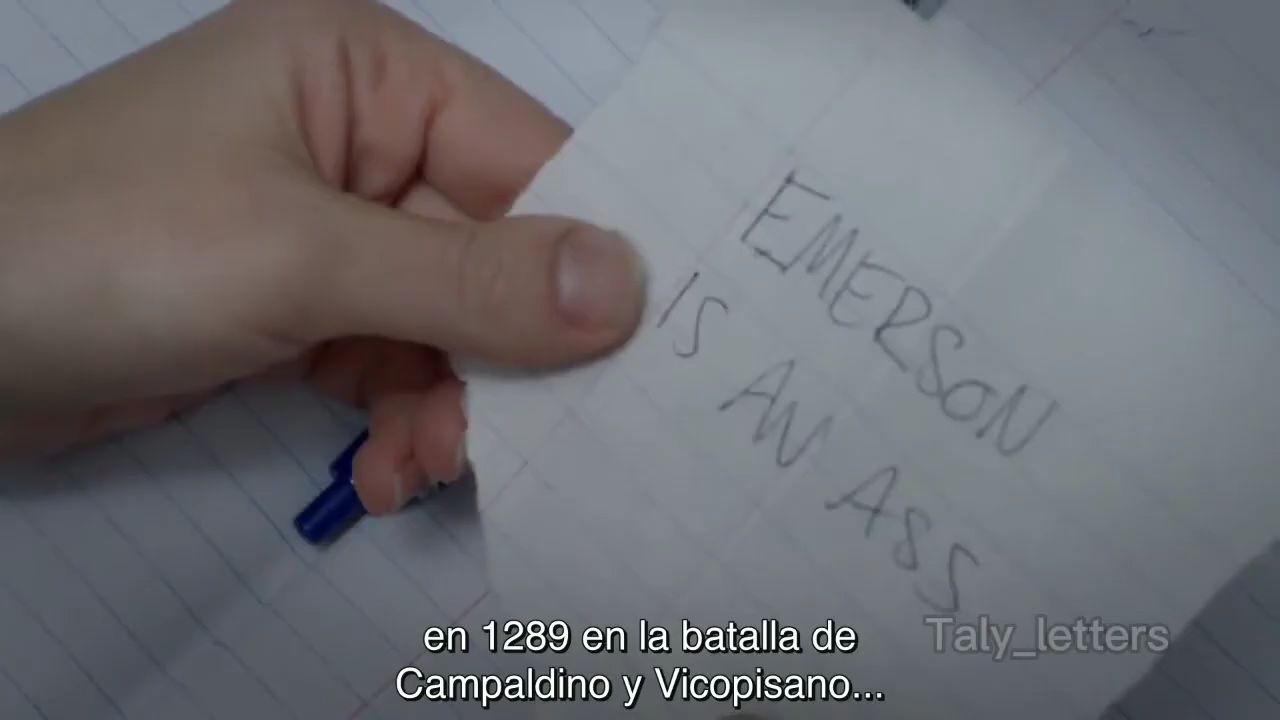 EMERSON
IS AN ASS
Taly_letters
en 1289 en la batalla de
Campaldino y Vicopisano...